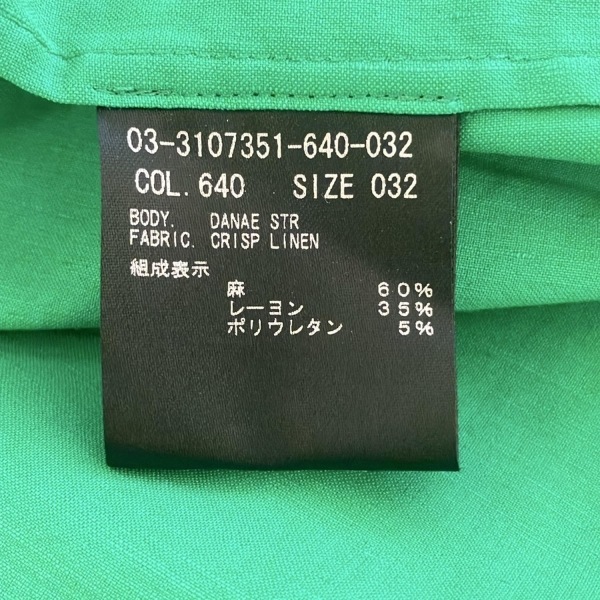 03-3107351-640-032
COL. 640 SIZE 032
BODY. DANAE STR
FABRIC. CRISP LINEN
組成表示
麻 60%
レーヨン 35%
ポリウレタン 5%